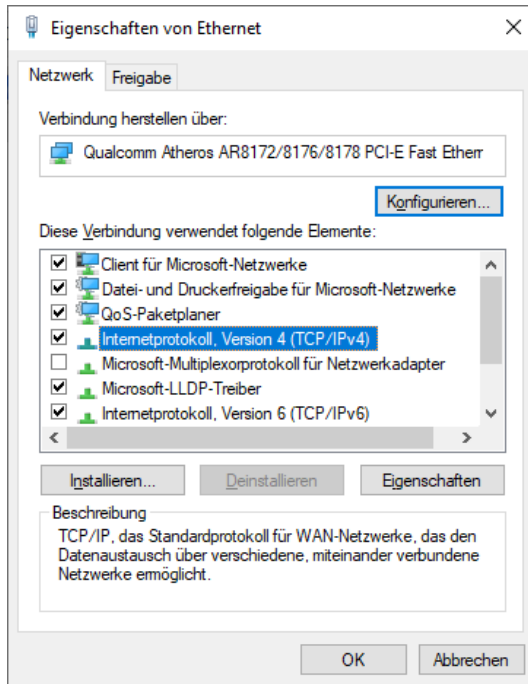 Eigenschaften von Ethernet
Netzwerk Freigabe
Verbindung herstellen über:
Qualcomm Atheros AR8172/8176/8178 PCI-E Fast Etherr
Konfigurieren...
Diese Verbindung verwendet folgende Elemente:
Client für Microsoft-Netzwerke
Datei- und Druckerfreigabe für Microsoft-Netzwerke
QoS-Paketplaner
Internetprotokoll, Version 4 (TCP/IPv4)
Microsoft-Multiplexorprotokoll für Netzwerkadapter
Microsoft-LLDP-Treiber
Internetprotokoll, Version 6 (TCP/IPv6)
Installieren... Deinstallieren Eigenschaften
Beschreibung
TCP/IP, das Standardprotokoll für WAN-Netzwerke, das den
Datenaustausch über verschiedene, miteinander verbundene
Netzwerke ermöglicht.
OK Abbrechen